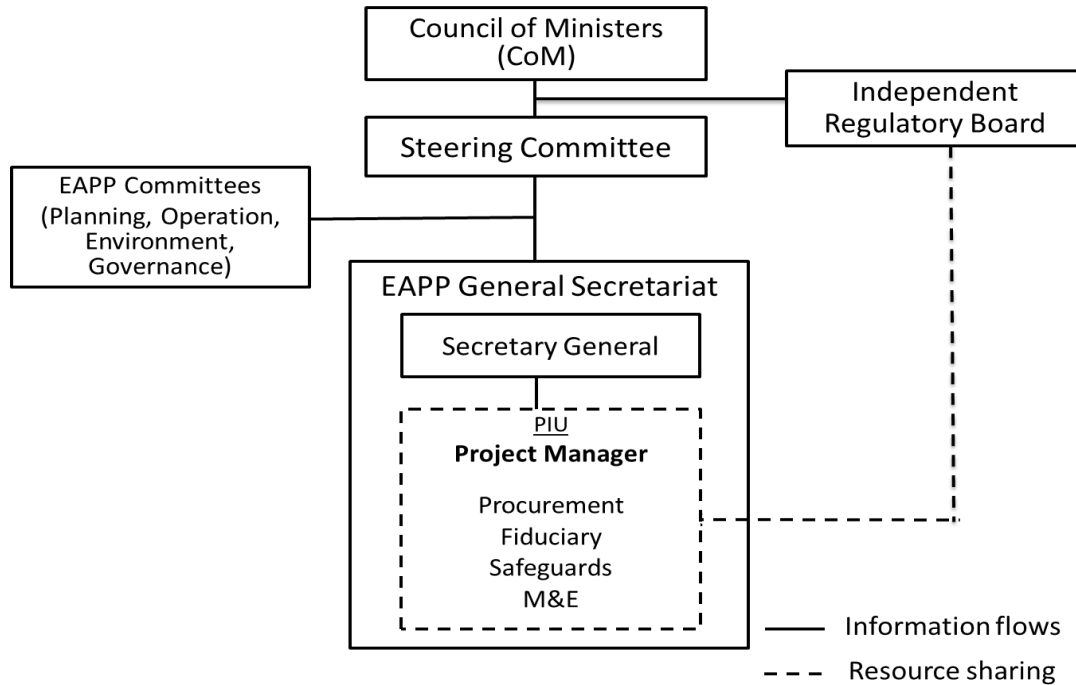 Council of Ministers
(CoM)
Independent
Regulatory Board
Steering Committee
EAPP Committees
(Planning, Operation,
Environment,
Governance)
EAPP General Secretariat
Secretary General
PIU
Project Manager
Procurement
Fiduciary
Safeguards
M&E
Information flows
Resource sharing